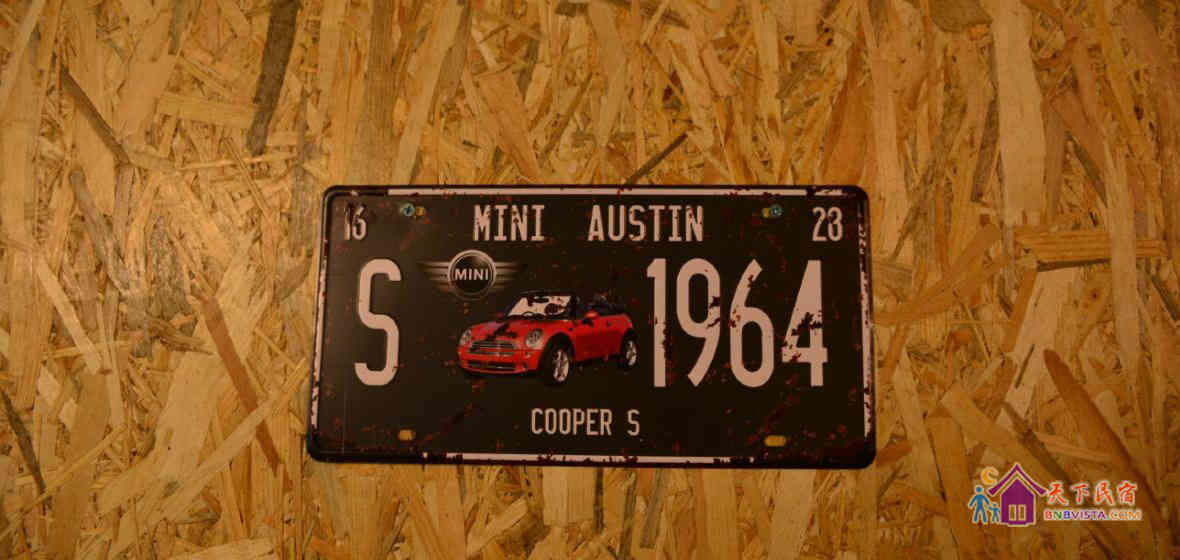 16 MINI AUSTIN 23
MINI
S 1964
COOPER S
天下民宿
BNBVISTA.COM